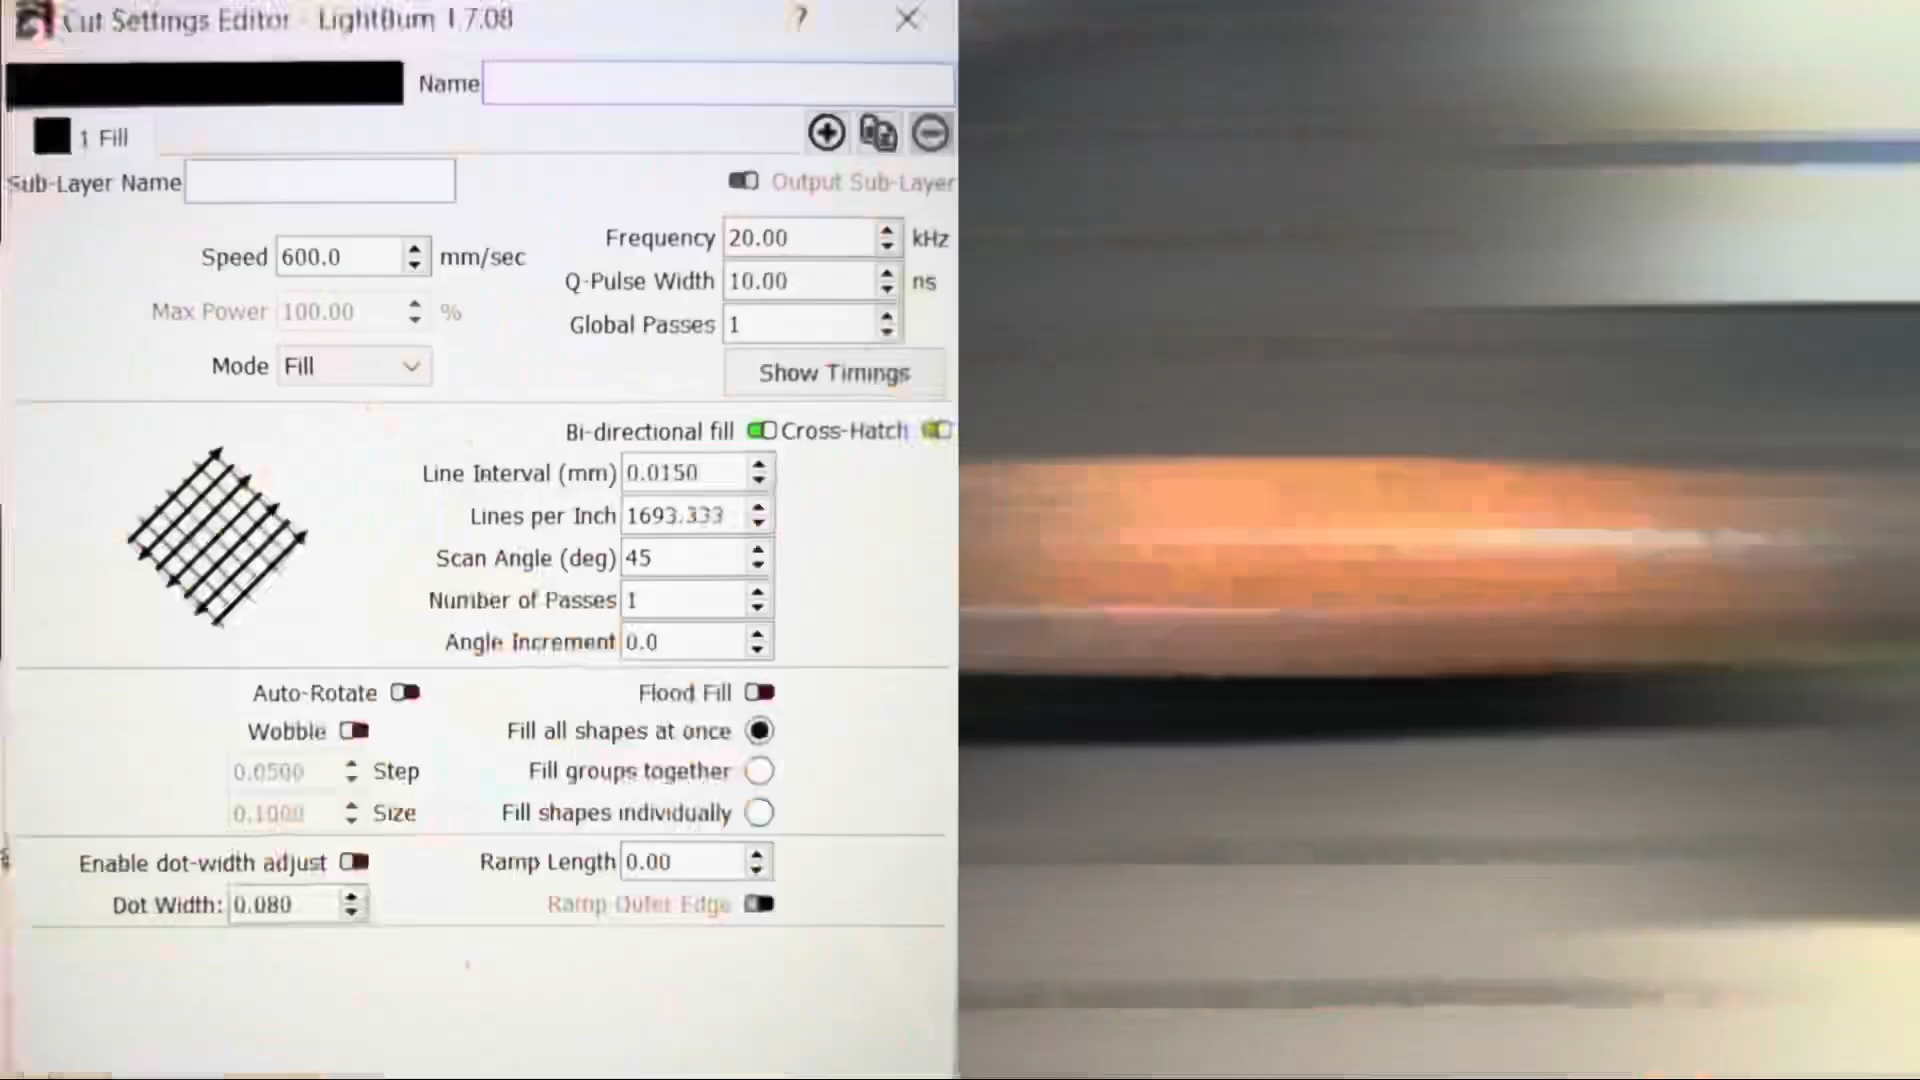 Cut Settings Editor - LightBurn 1.7.08 ?
Name
1 Fill
Sub-Layer Name
Output Sub-Layer
Speed 600.0 mm/sec
Frequency 20.00 kHz
Max Power 100.00 %
Q-Pulse Width 10.00 ns
Global Passes 1
Mode Fill
Show Timings
Bi-directional fill Cross-Hatch
Line Interval (mm) 0.0150
Lines per Inch 1693.333
Scan Angle (deg) 45
Number of Passes 1
Angle Increment 0.0
Auto-Rotate Flood Fill
Wobble Fill all shapes at once
0.0500 Step Fill groups together
0.1000 Size Fill shapes individually
Enable dot-width adjust Ramp Length 0.00
Dot Width: 0.080 Ramp Outer Edge